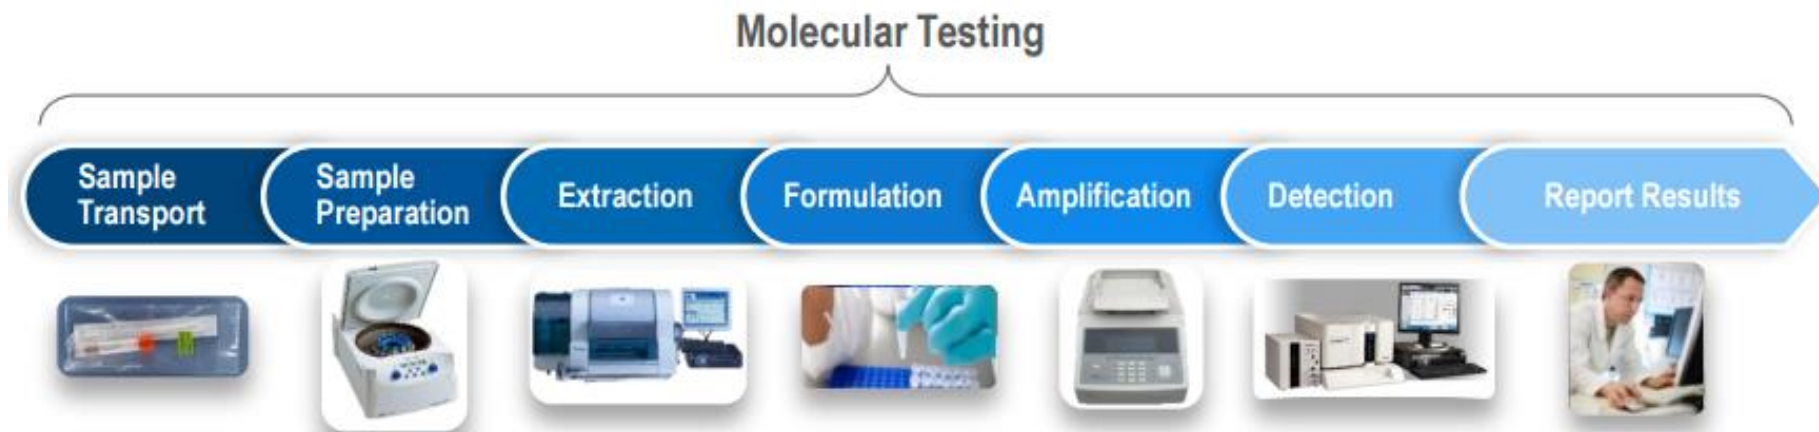 Molecular Testing
Sample
Transport
Sample
Preparation
Extraction
Formulation
Amplification
Detection
Report Results